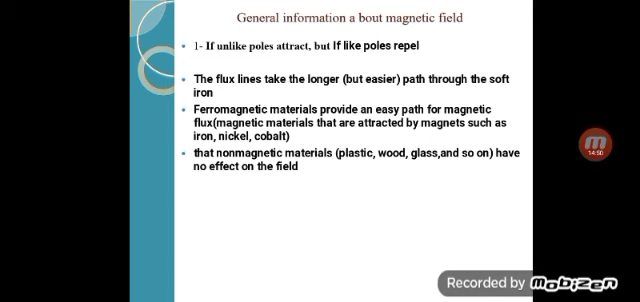 General information a bout magnetic field
1- If unlike poles attract, but If like poles repel
The flux lines take the longer (but easier) path through the soft
iron
Ferromagnetic materials provide an easy path for magnetic
flux(magnetic materials that are attracted by magnets such as
iron, nickel, cobalt)
that nonmagnetic materials (plastic, wood, glass,and so on) have
no effect on the field
14:50
Recorded by Mobizen